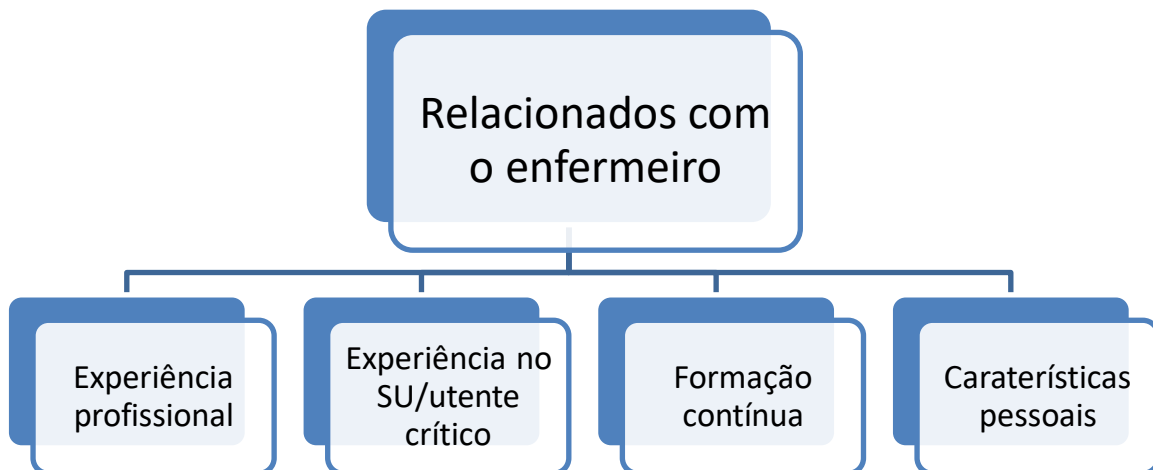 Relacionados com
o enfermeiro
Experiência
profissional
Experiência no
SU/utente
crítico
Formação
contínua
Caraterísticas
pessoais